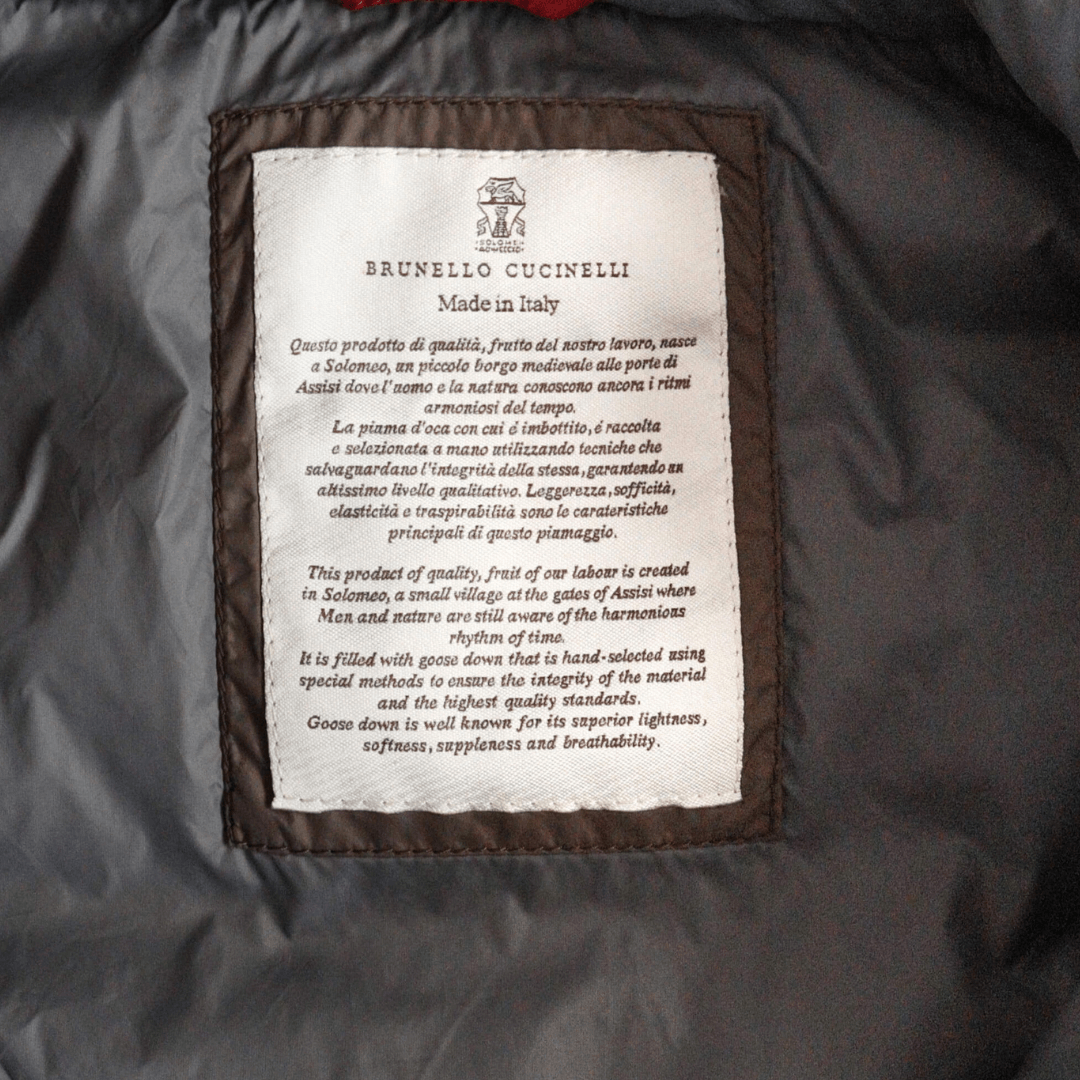 BRUNELLO CUCINELLI
Made in Italy
Questo prodotto di qualità, frutto del nostro lavoro, nasce
a Solomeo, un piccolo borgo medievale alle porte di
Assisi dove l'uomo e la natura conoscono ancora i ritmi
armoniosi del tempo.
La piuma d'oca con cui é imbottito, é raccolta
e selezionata a mano utilizzando tecniche che
salvaguardano l'integrità della stessa, garantendo un
altissimo livello qualitativo. Leggerezza, sofficità,
elasticità e traspirabilità sono le carateristiche
principali di questo piumaggio.
This product of quality, fruit of our labour is created
in Solomeo, a small village at the gates of Assisi where
Men and nature are still aware of the harmonious
rhythm of time.
It is filled with goose down that is hand-selected using
special methods to ensure the integrity of the material
and the highest quality standards.
Goose down is well known for its superior lightness,
softness, suppleness and breathability.